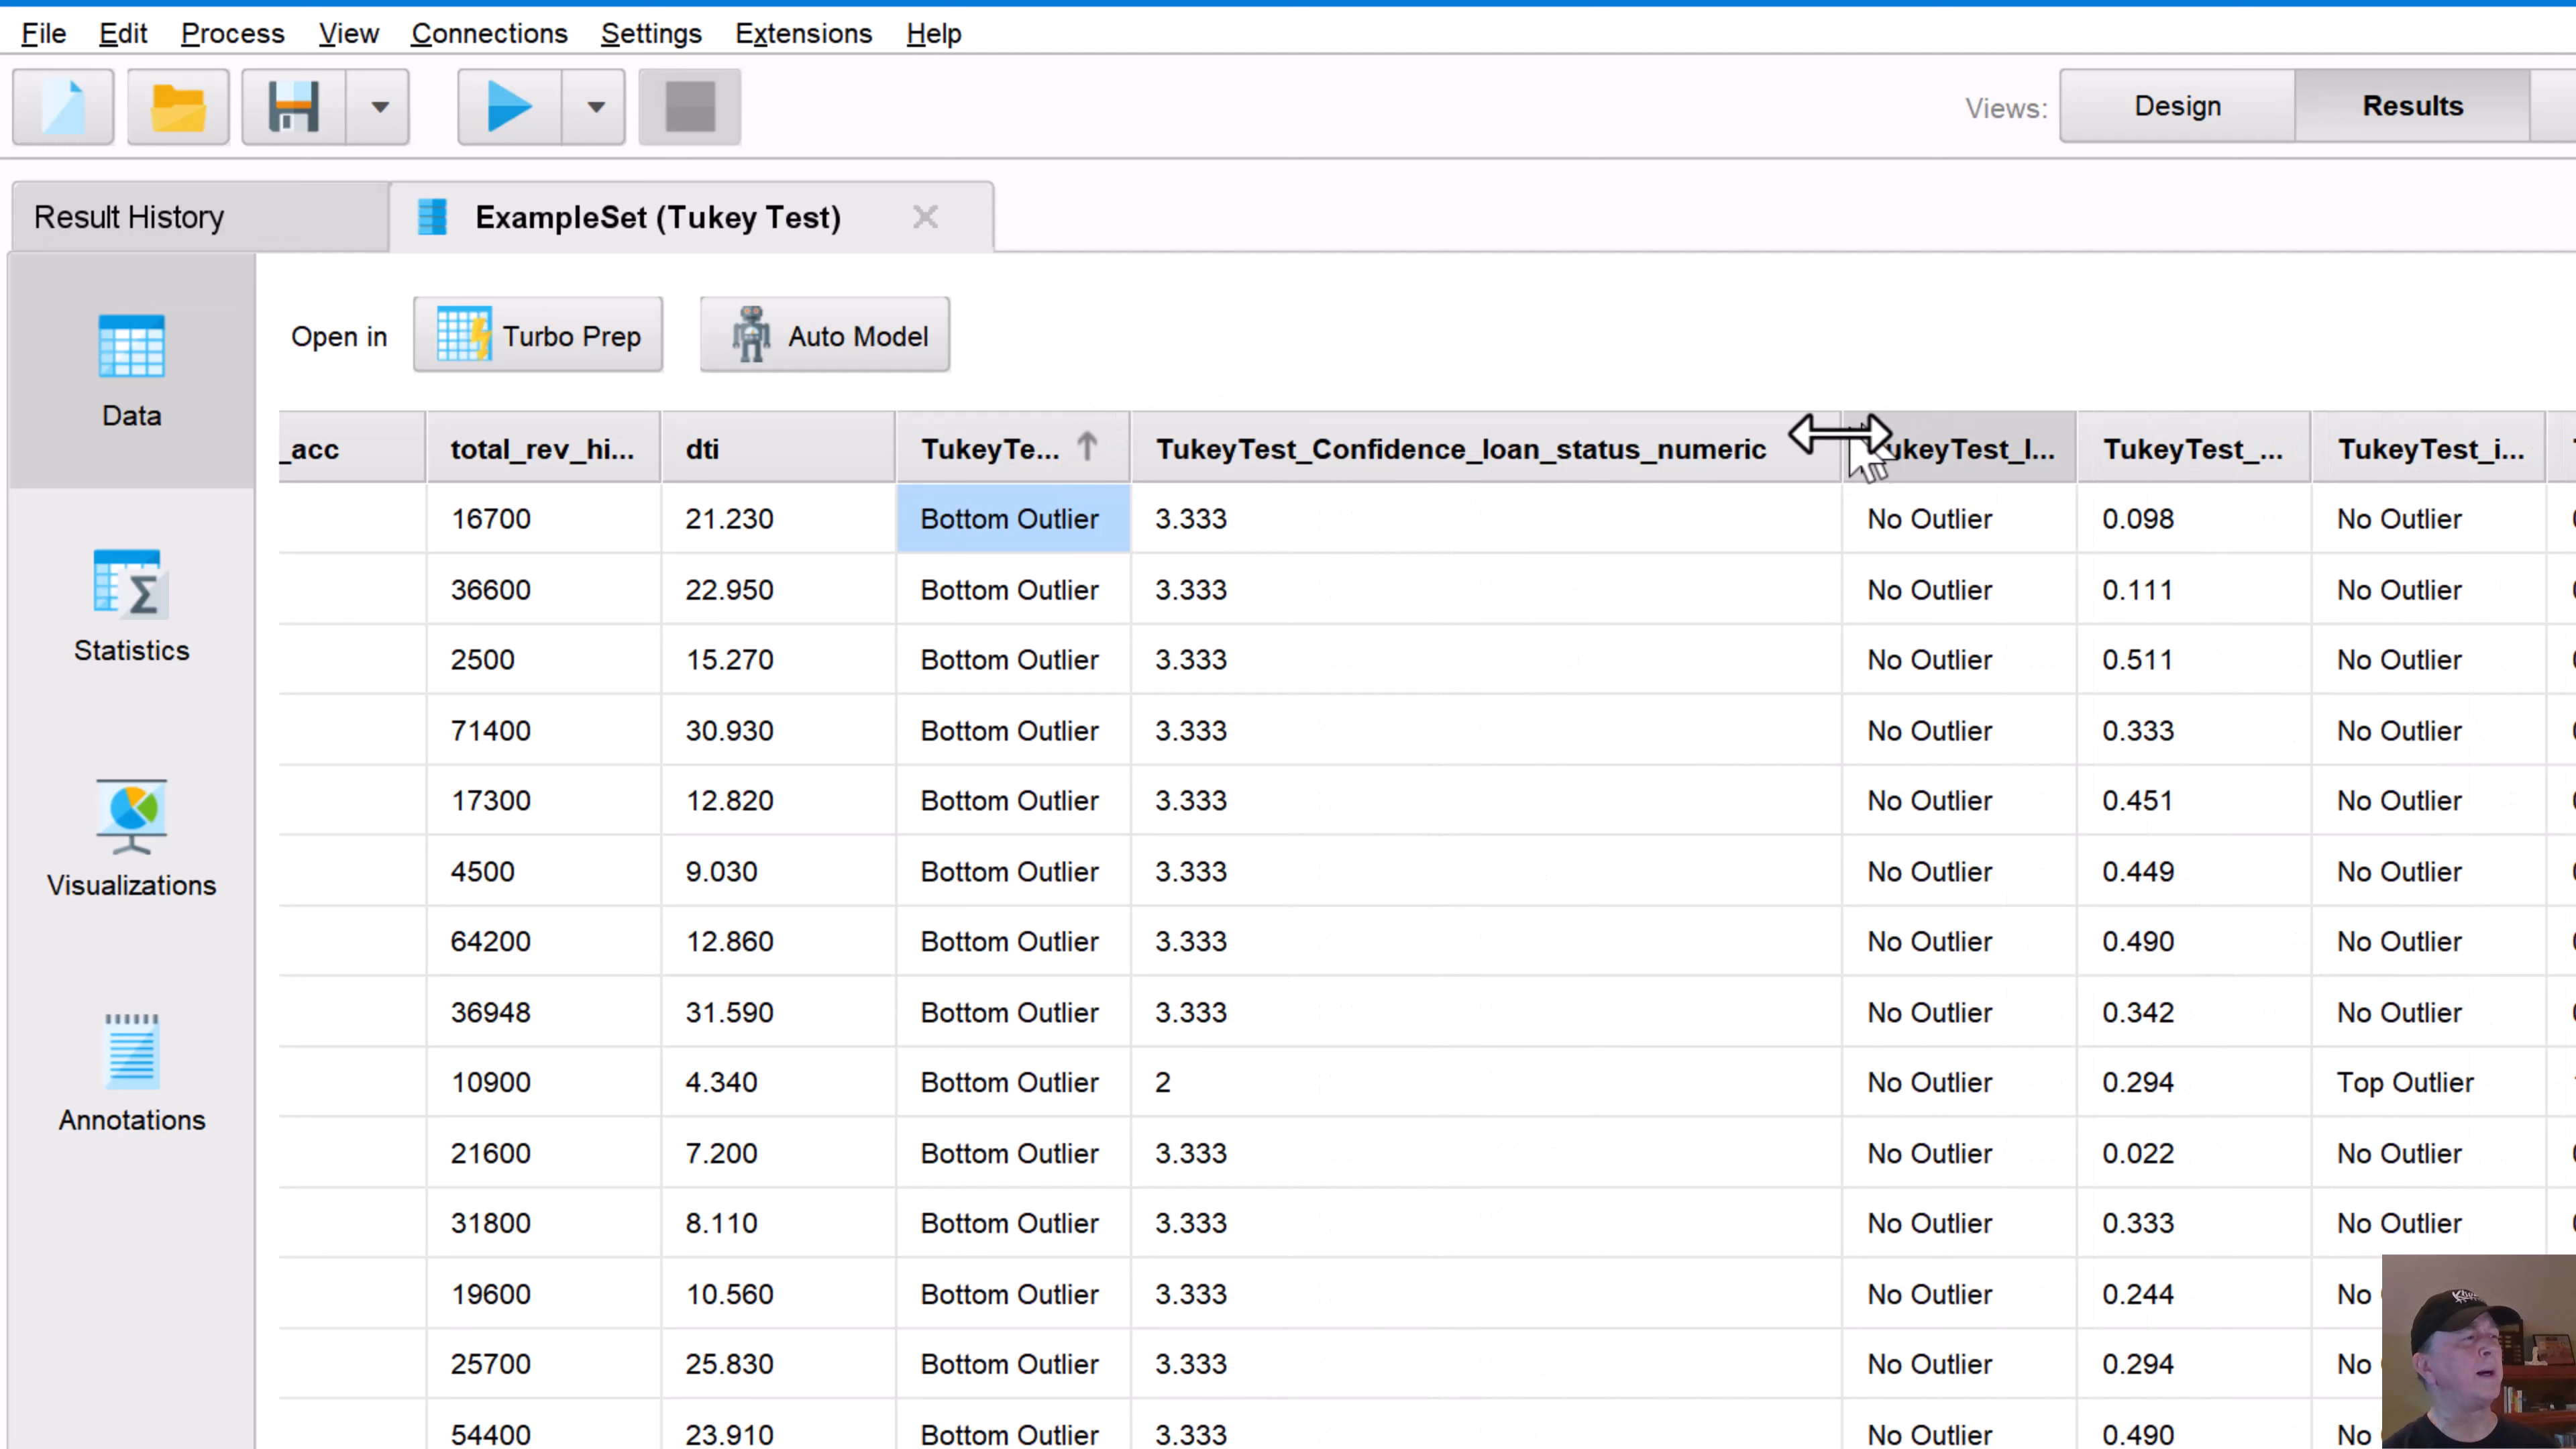 File Edit Process View Connections Settings Extensions Help
Views: Design Results
Result History ExampleSet (Tukey Test)
Open in Turbo Prep Auto Model
Data
Statistics
Visualizations
Annotations
_acc total_rev_hi... dti TukeyTe... TukeyTest_Confidence_loan_status_numeric ukeyTest_l... TukeyTest_... TukeyTest_i...
16700 21.230 Bottom Outlier 3.333 No Outlier 0.098 No Outlier
36600 22.950 Bottom Outlier 3.333 No Outlier 0.111 No Outlier
2500 15.270 Bottom Outlier 3.333 No Outlier 0.511 No Outlier
71400 30.930 Bottom Outlier 3.333 No Outlier 0.333 No Outlier
17300 12.820 Bottom Outlier 3.333 No Outlier 0.451 No Outlier
4500 9.030 Bottom Outlier 3.333 No Outlier 0.449 No Outlier
64200 12.860 Bottom Outlier 3.333 No Outlier 0.490 No Outlier
36948 31.590 Bottom Outlier 3.333 No Outlier 0.342 No Outlier
10900 4.340 Bottom Outlier 2 No Outlier 0.294 Top Outlier
21600 7.200 Bottom Outlier 3.333 No Outlier 0.022 No Outlier
31800 8.110 Bottom Outlier 3.333 No Outlier 0.333 No Outlier
19600 10.560 Bottom Outlier 3.333 No Outlier 0.244 No
25700 25.830 Bottom Outlier 3.333 No Outlier 0.294 No
54400 23.910 Bottom Outlier 3.333 No Outlier 0.490 No